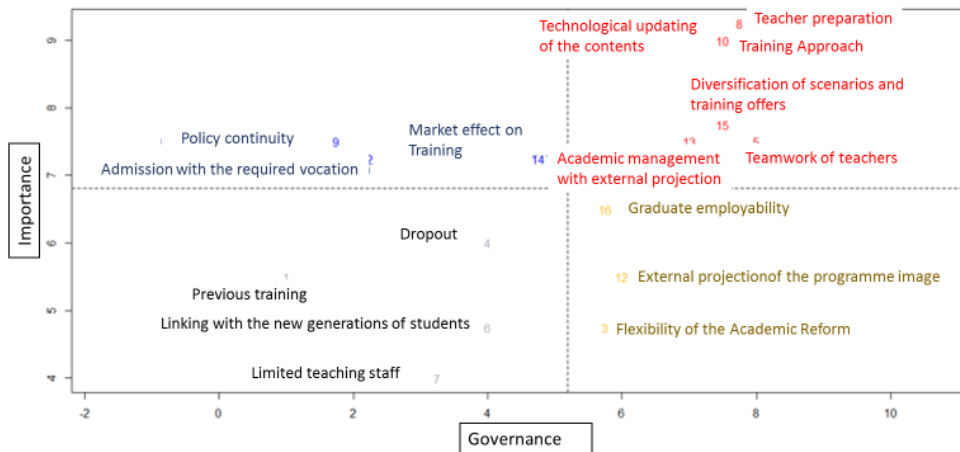 8 Teacher preparation
Technological updating
of the contents
10 Training Approach
9
Diversification of scenarios and
training offers
8
15
Policy continuity 9
Market effect on
Training
13 5
Admission with the required vocation 2
14
Academic management
with external projection
Teamwork of teachers
7
Importance
16 Graduate employability
Dropout 4
6
1
12 External projectionof the programme image
Previous training
5
Linking with the new generations of students 6
3 Flexibility of the Academic Reform
Limited teaching staff 7
4
-2 0 2 4 6 8 10
Governance